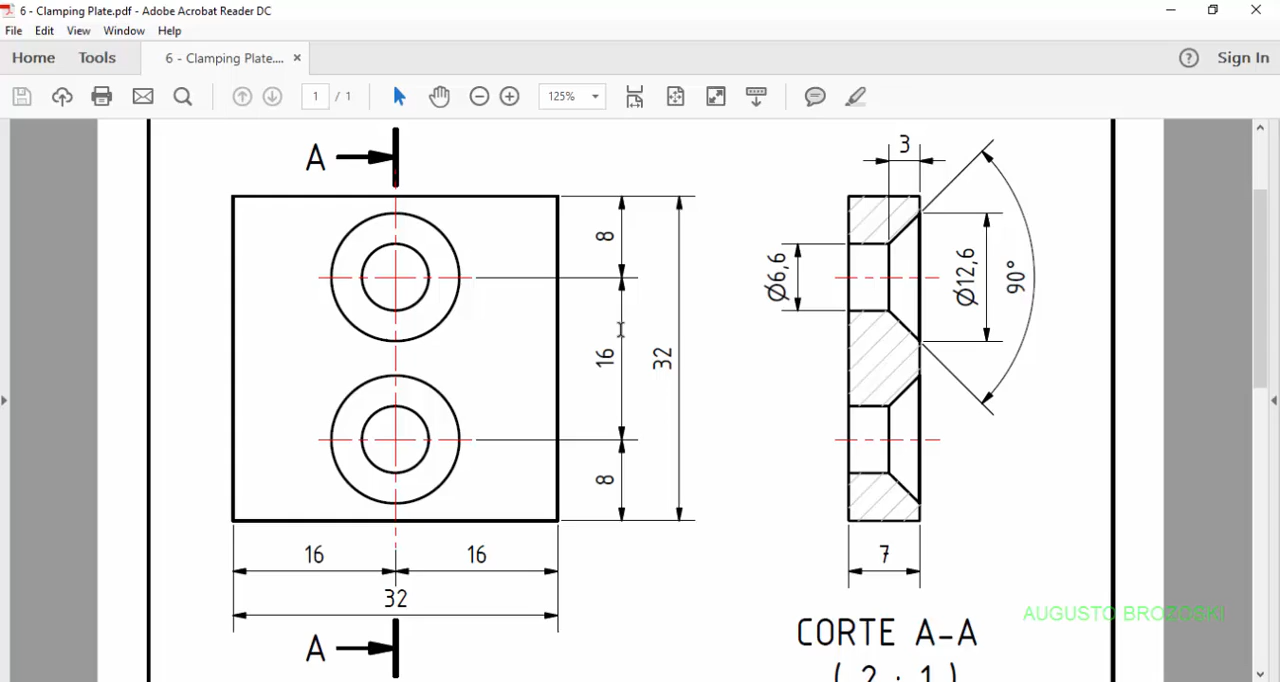 6 - Clamping Plate.pdf - Adobe Acrobat Reader DC
File Edit View Window Help
Home Tools 6 - Clamping Plate.... × ? Sign In
1 / 1 125%
A
3
8
16
32
8
Ø6,6
Ø12,6
90°
16 16
32
7
A
AUGUSTO BROZOSKI
CORTE A-A
( 2 : 1 )